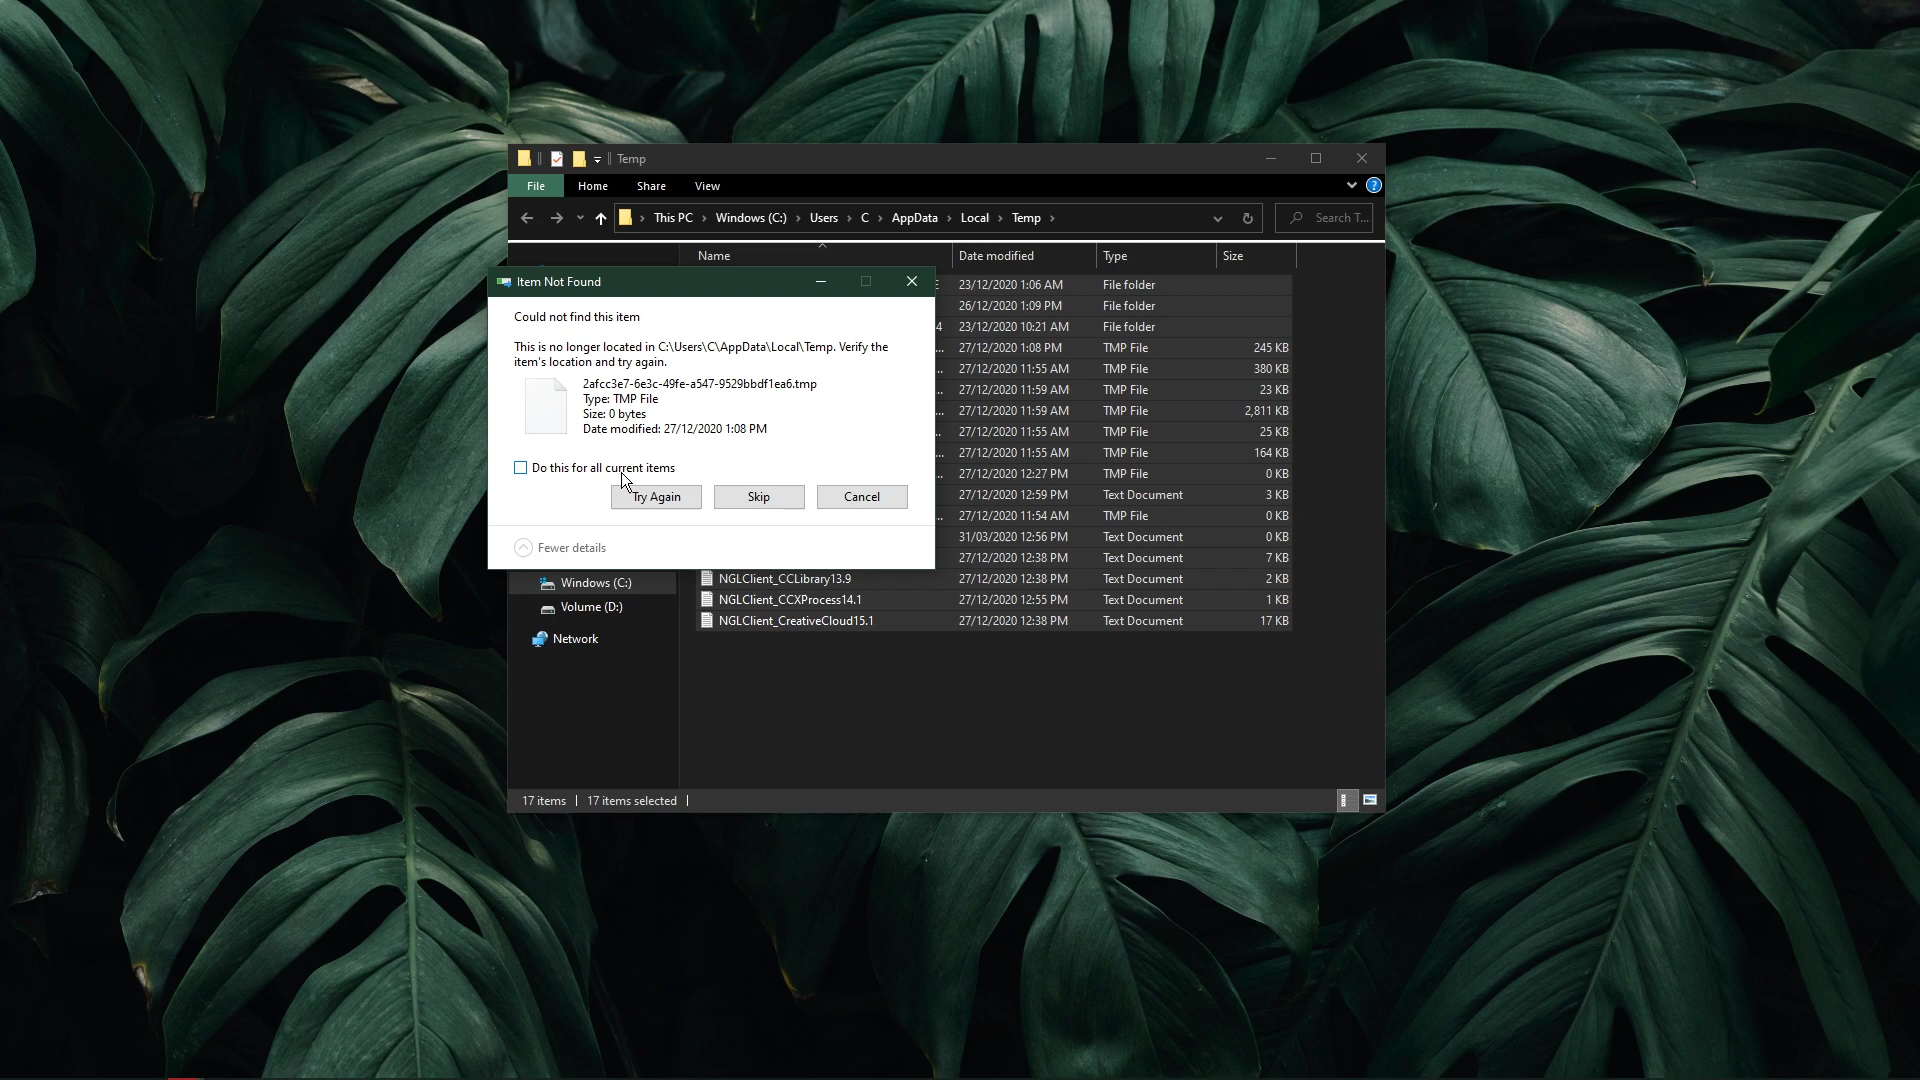 Temp
File Home Share View
This PC Windows (C:) Users C AppData Local Temp Search T...
Name Date modified Type Size
Item Not Found
Could not find this item
This is no longer located in C:\Users\C\AppData\Local\Temp. Verify the
item's location and try again.
2afcc3e7-6e3c-49fe-a547-9529bbdf1ea6.tmp
Type: TMP File
Size: 0 bytes
Date modified: 27/12/2020 1:08 PM
Do this for all current items
Try Again Skip Cancel
Fewer details
23/12/2020 1:06 AM File folder
26/12/2020 1:09 PM File folder
4 23/12/2020 10:21 AM File folder
... 27/12/2020 1:08 PM TMP File 245 KB
... 27/12/2020 11:55 AM TMP File 380 KB
... 27/12/2020 11:59 AM TMP File 23 KB
... 27/12/2020 11:59 AM TMP File 2,811 KB
... 27/12/2020 11:55 AM TMP File 25 KB
... 27/12/2020 11:55 AM TMP File 164 KB
... 27/12/2020 12:27 PM TMP File 0 KB
27/12/2020 12:59 PM Text Document 3 KB
... 27/12/2020 11:54 AM TMP File 0 KB
31/03/2020 12:56 PM Text Document 0 KB
27/12/2020 12:38 PM Text Document 7 KB
NGLClient_CCLibrary13.9 27/12/2020 12:38 PM Text Document 2 KB
NGLClient_CCXProcess14.1 27/12/2020 12:55 PM Text Document 1 KB
NGLClient_CreativeCloud15.1 27/12/2020 12:38 PM Text Document 17 KB
Windows (C:)
Volume (D:)
Network
17 items 17 items selected